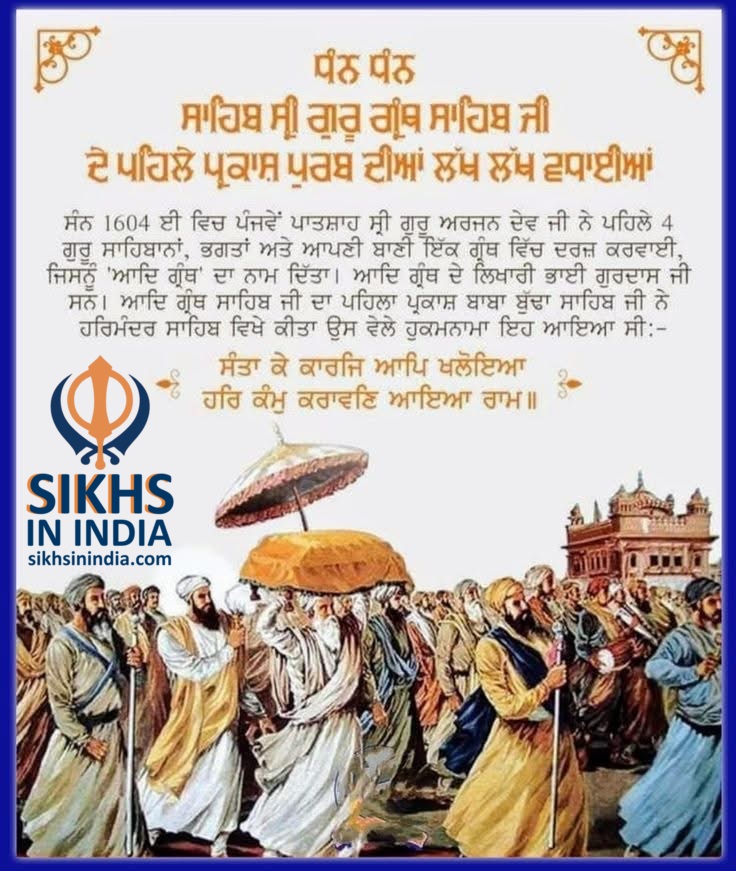 ਧੰਨ ਧੰਨ
ਸਾਹਿਬ ਸ੍ਰੀ ਗੁਰੂ ਗ੍ਰੰਥ ਸਾਹਿਬ ਜੀ
ਦੇ ਪਹਿਲੇ ਪ੍ਰਕਾਸ਼ ਪੁਰਬ ਦੀਆਂ ਲੱਖ ਲੱਖ ਵਧਾਈਆਂ
ਸੰਨ 1604 ਈ ਵਿਚ ਪੰਜਵੇਂ ਪਾਤਸ਼ਾਹ ਸ੍ਰੀ ਗੁਰੂ ਅਰਜਨ ਦੇਵ ਜੀ ਨੇ ਪਹਿਲੇ 4
ਗੁਰੂ ਸਾਹਿਬਾਨਾਂ, ਭਗਤਾਂ ਅਤੇ ਆਪਣੀ ਬਾਣੀ ਇੱਕ ਗ੍ਰੰਥ ਵਿੱਚ ਦਰਜ਼ ਕਰਵਾਈ,
ਜਿਸਨੂੰ 'ਆਦਿ ਗ੍ਰੰਥ' ਦਾ ਨਾਮ ਦਿੱਤਾ। ਆਦਿ ਗ੍ਰੰਥ ਦੇ ਲਿਖਾਰੀ ਭਾਈ ਗੁਰਦਾਸ ਜੀ
ਸਨ। ਆਦਿ ਗ੍ਰੰਥ ਸਾਹਿਬ ਜੀ ਦਾ ਪਹਿਲਾ ਪ੍ਰਕਾਸ਼ ਬਾਬਾ ਬੁੱਢਾ ਸਾਹਿਬ ਜੀ ਨੇ
ਹਰਿਮੰਦਰ ਸਾਹਿਬ ਵਿਖੇ ਕੀਤਾ ਉਸ ਵੇਲੇ ਹੁਕਮਨਾਮਾ ਇਹ ਆਇਆ ਸੀ:-
ਸੰਤਾ ਕੇ ਕਾਰਜਿ ਆਪਿ ਖਲੋਇਆ
ਹਰਿ ਕੰਮੁ ਕਰਾਵਣਿ ਆਇਆ ਰਾਮ॥
SIKHS
IN INDIA
sikhsinindia.com